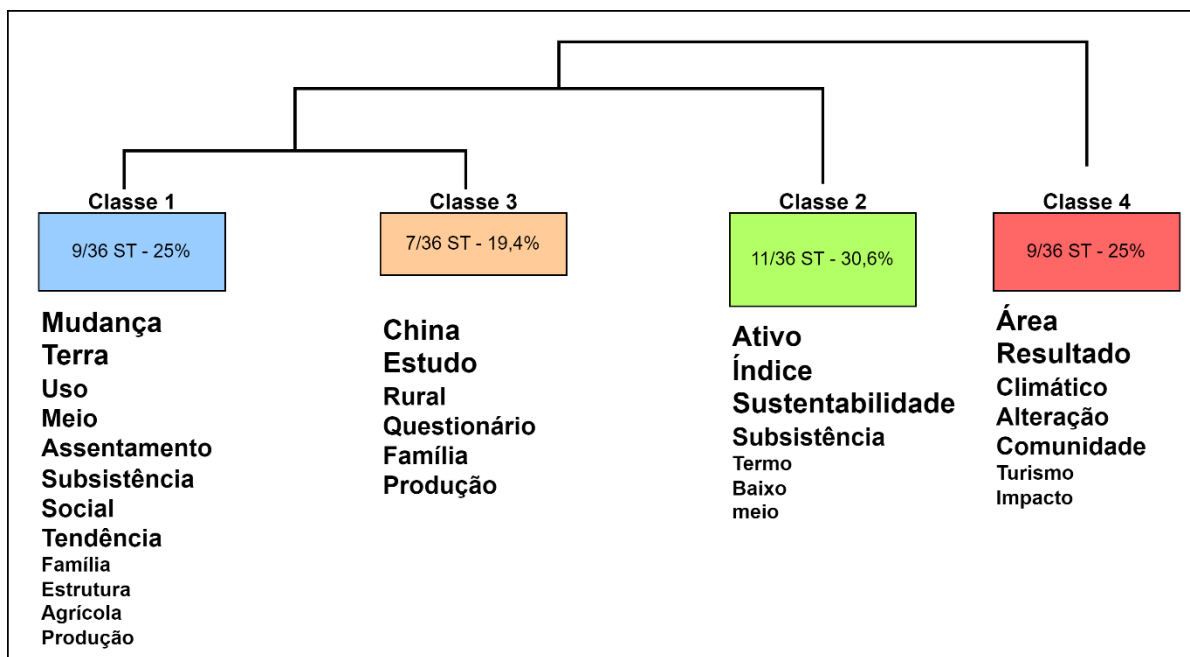 Classe 1
9/36 ST - 25%
Mudança
Terra
Uso
Meio
Assentamento
Subsistência
Social
Tendência
Família
Estrutura
Agrícola
Produção
Classe 3
7/36 ST - 19,4%
China
Estudo
Rural
Questionário
Família
Produção
Classe 2
11/36 ST - 30,6%
Ativo
Índice
Sustentabilidade
Subsistência
Termo
Baixo
meio
Classe 4
9/36 ST - 25%
Área
Resultado
Climático
Alteração
Comunidade
Turismo
Impacto